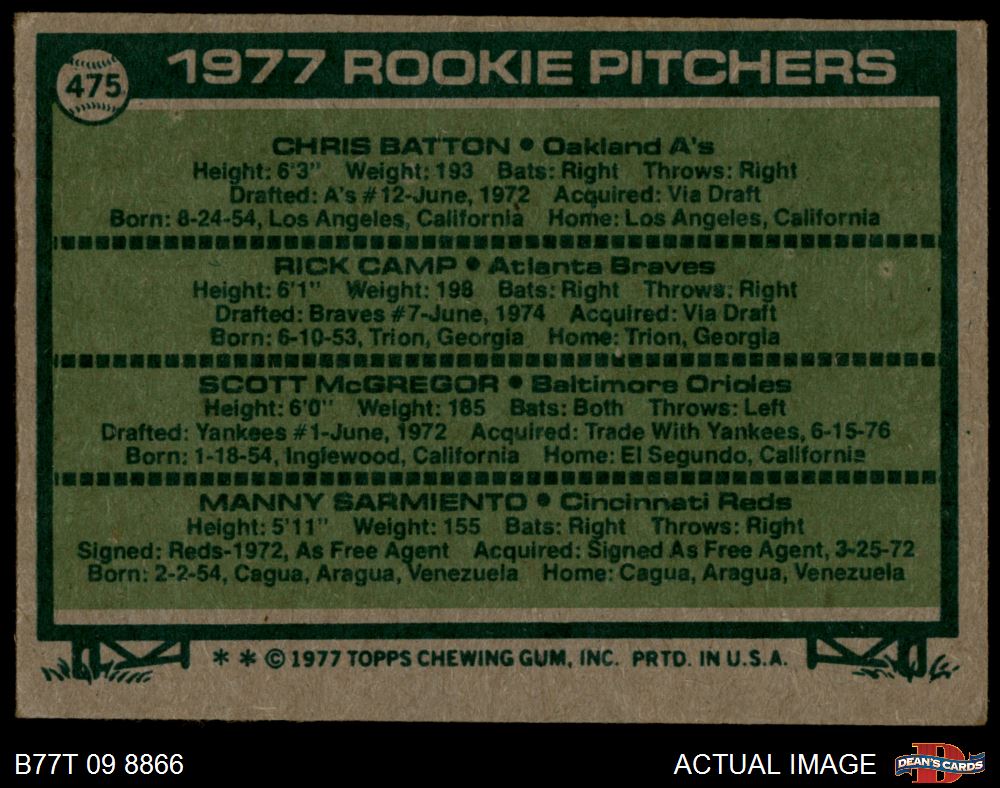 475
1977 ROOKIE PITCHERS
CHRIS BATTON • Oakland A's
Height: 6'3" Weight: 193 Bats: Right Throws: Right
Drafted: A's #12-June, 1972 Acquired: Via Draft
Born: 8-24-54, Los Angeles, California Home: Los Angeles, California
RICK CAMP • Atlanta Braves
Height: 6'1" Weight: 198 Bats: Right Throws: Right
Drafted: Braves #7-June, 1974 Acquired: Via Draft
Born: 6-10-53, Trion, Georgia Home: Trion, Georgia
SCOTT McGREGOR • Baltimore Orioles
Height: 6'0" Weight: 185 Bats: Both Throws: Left
Drafted: Yankees #1-June, 1972 Acquired: Trade With Yankees, 6-15-76
Born: 1-18-54, Inglewood, California Home: El Segundo, California
MANNY SARMIENTO • Cincinnati Reds
Height: 5'11" Weight: 155 Bats: Right Throws: Right
Signed: Reds-1972, As Free Agent Acquired: Signed As Free Agent, 3-25-72
Born: 2-2-54, Cagua, Aragua, Venezuela Home: Cagua, Aragua, Venezuela
* * © 1977 TOPPS CHEWING GUM, INC. PRTD. IN U.S.A.
B77T 09 8866 ACTUAL IMAGE DEAN'S CARDS